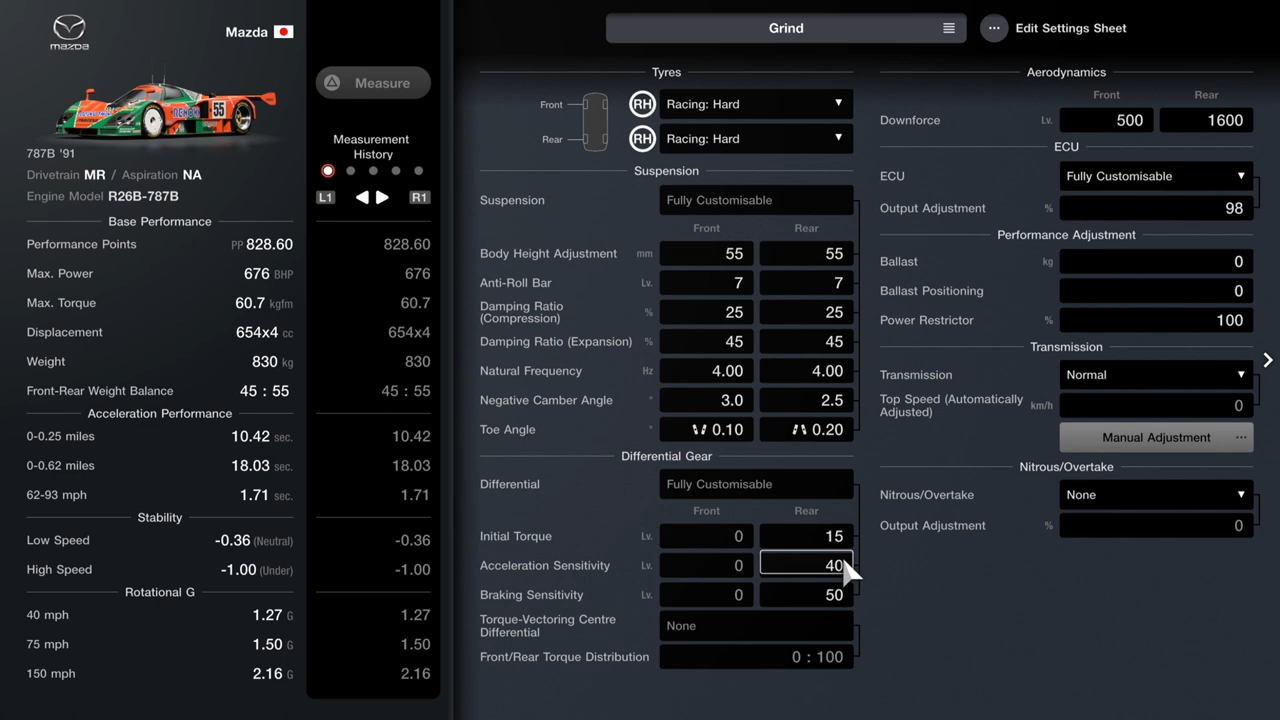 mazda
Mazda
787B '91
Drivetrain MR / Aspiration NA
Engine Model R26B-787B
Base Performance
Performance Points PP 828.60
Max. Power 676 BHP
Max. Torque 60.7 kgfm
Displacement 654x4 cc
Weight 830 kg
Front-Rear Weight Balance 45 : 55
Acceleration Performance
0-0.25 miles 10.42 sec.
0-0.62 miles 18.03 sec.
62-93 mph 1.71 sec.
Stability
Low Speed -0.36 (Neutral)
High Speed -1.00 (Under)
Rotational G
40 mph 1.27 G
75 mph 1.50 G
150 mph 2.16 G
Measure
Measurement
History
L1 R1
828.60
676
60.7
654x4
830
45 : 55
10.42
18.03
1.71
-0.36
-1.00
1.27
1.50
2.16
Grind
Edit Settings Sheet
Tyres
Front RH Racing: Hard
Rear RH Racing: Hard
Suspension
Suspension Fully Customisable
Front Rear
Body Height Adjustment mm 55 55
Anti-Roll Bar Lv. 7 7
Damping Ratio
(Compression) % 25 25
Damping Ratio (Expansion) % 45 45
Natural Frequency Hz 4.00 4.00
Negative Camber Angle ° 3.0 2.5
Toe Angle ° 0.10 0.20
Differential Gear
Differential Fully Customisable
Front Rear
Initial Torque Lv. 0 15
Acceleration Sensitivity Lv. 0 40
Braking Sensitivity Lv. 0 50
Torque-Vectoring Centre
Differential None
Front/Rear Torque Distribution 0 : 100
Aerodynamics
Front Rear
Downforce Lv. 500 1600
ECU
ECU Fully Customisable
Output Adjustment % 98
Performance Adjustment
Ballast kg 0
Ballast Positioning 0
Power Restrictor % 100
Transmission
Transmission Normal
Top Speed (Automatically
Adjusted) km/h 0
Manual Adjustment
Nitrous/Overtake
Nitrous/Overtake None
Output Adjustment % 0